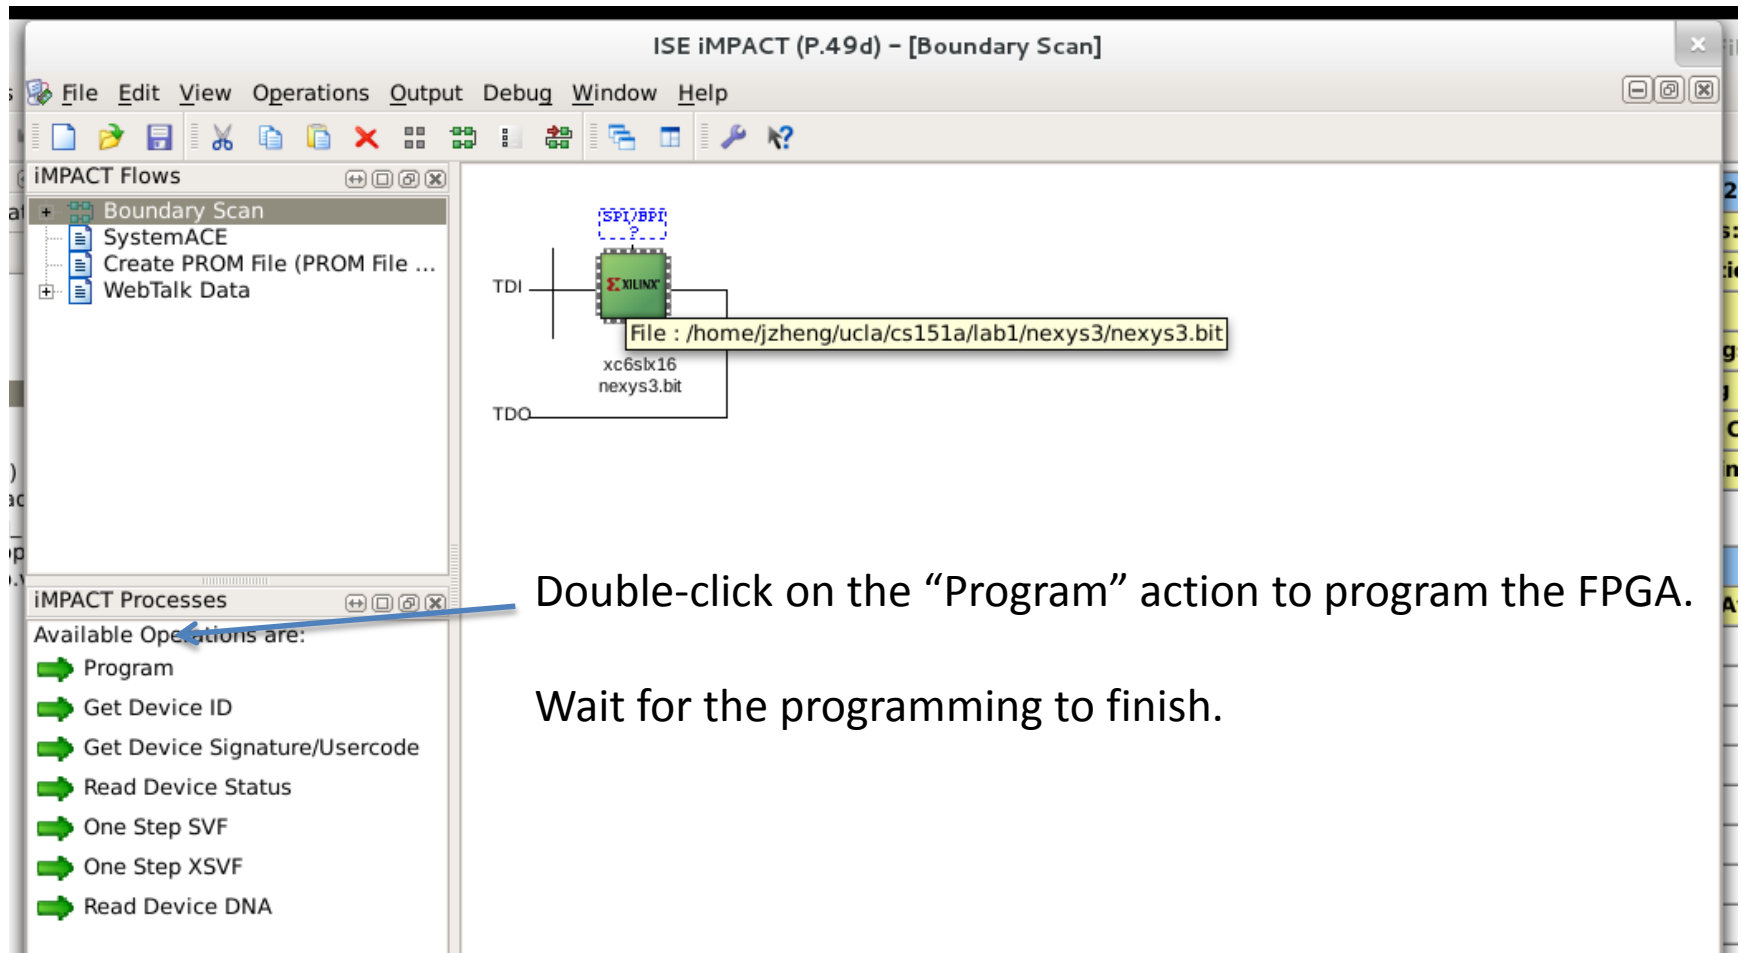 ISE iMPACT (P.49d) – [Boundary Scan]
File Edit View Operations Output Debug Window Help
iMPACT Flows
Boundary Scan
SystemACE
Create PROM File (PROM File ...
WebTalk Data
SPI/BPI
?
TDI
XILINX
File : /home/jzheng/ucla/cs151a/lab1/nexys3/nexys3.bit
xc6slx16
nexys3.bit
TDO
Double-click on the “Program” action to program the FPGA.
Wait for the programming to finish.
iMPACT Processes
Available Operations are:
Program
Get Device ID
Get Device Signature/Usercode
Read Device Status
One Step SVF
One Step XSVF
Read Device DNA